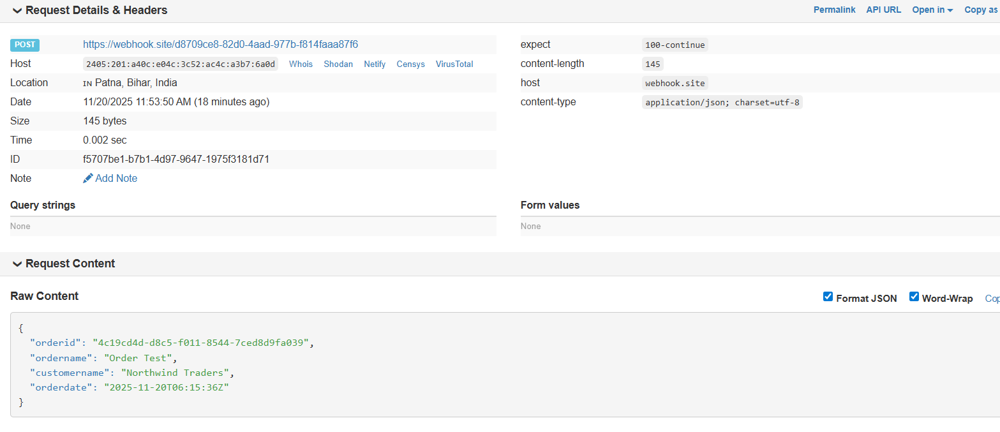 Request Details & Headers
Permalink API URL Open in Copy as
POST https://webhook.site/d8709ce8-82d0-4aad-977b-f814faaa87f6
Host 2405:201:a40c:e04c:3c52:ac4c:a3b7:6a0d Whois Shodan Netify Censys VirusTotal
Location IN Patna, Bihar, India
Date 11/20/2025 11:53:50 AM (18 minutes ago)
Size 145 bytes
Time 0.002 sec
ID f5707be1-b7b1-4d97-9647-1975f3181d71
Note Add Note
expect 100-continue
content-length 145
host webhook.site
content-type application/json; charset=utf-8
Query strings
None
Form values
None
Request Content
Raw Content
Format JSON Word-Wrap Cop
{
"orderid": "4c19cd4d-d8c5-f011-8544-7ced8d9fa039",
"ordername": "Order Test",
"customername": "Northwind Traders",
"orderdate": "2025-11-20T06:15:36Z"
}